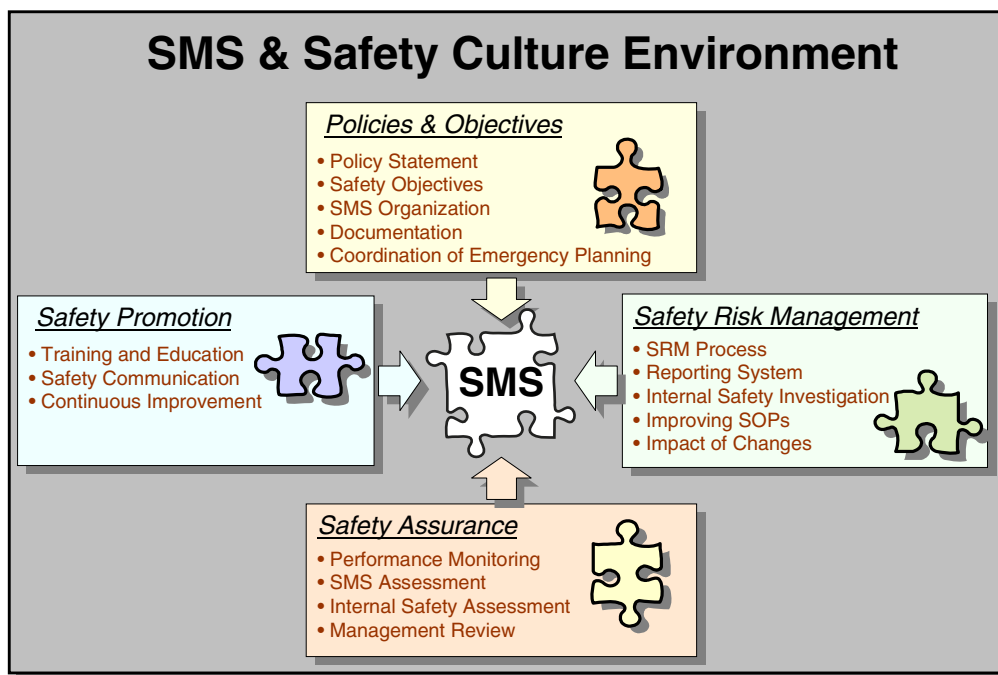 SMS & Safety Culture Environment
Policies & Objectives
• Policy Statement
• Safety Objectives
• SMS Organization
• Documentation
• Coordination of Emergency Planning
Safety Promotion
• Training and Education
• Safety Communication
• Continuous Improvement
SMS
Safety Risk Management
• SRM Process
• Reporting System
• Internal Safety Investigation
• Improving SOPs
• Impact of Changes
Safety Assurance
• Performance Monitoring
• SMS Assessment
• Internal Safety Assessment
• Management Review